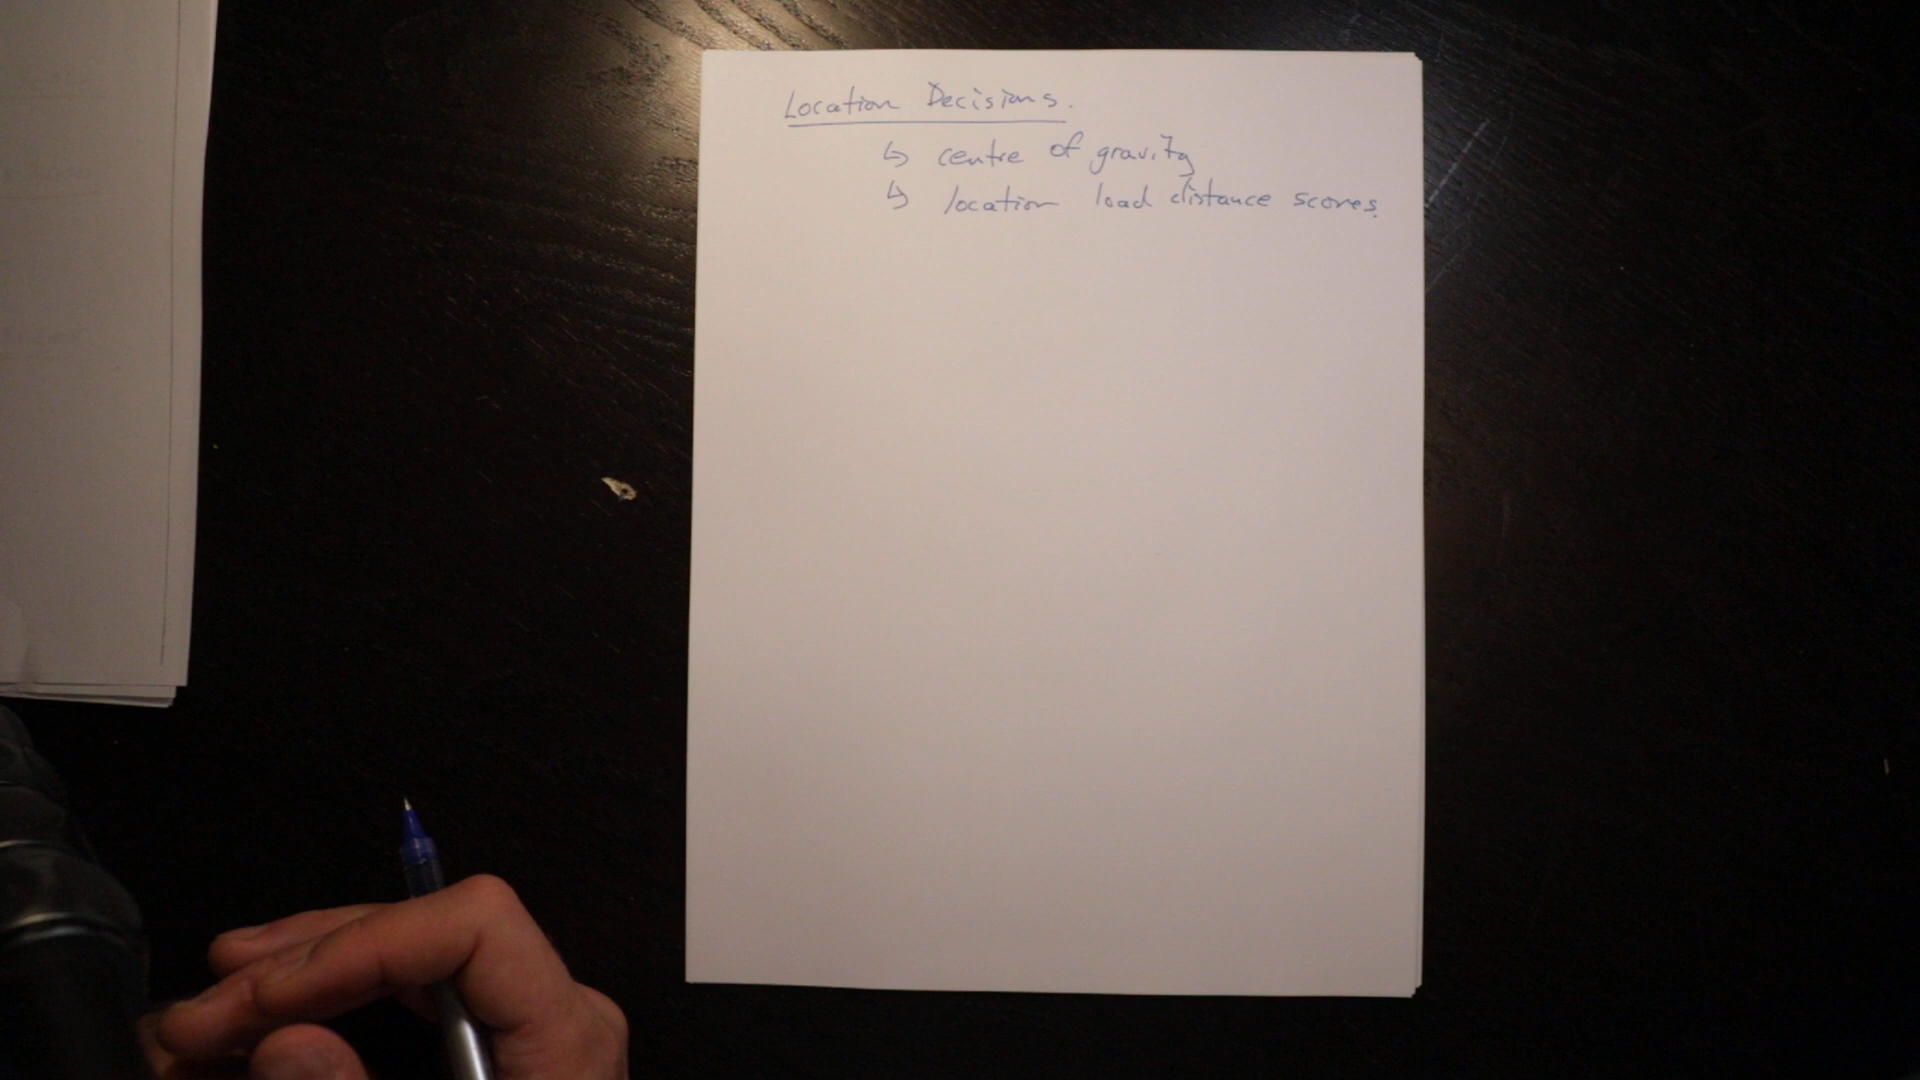 Location Decisions.
↳ centre of gravity
↳ location load distance scores.